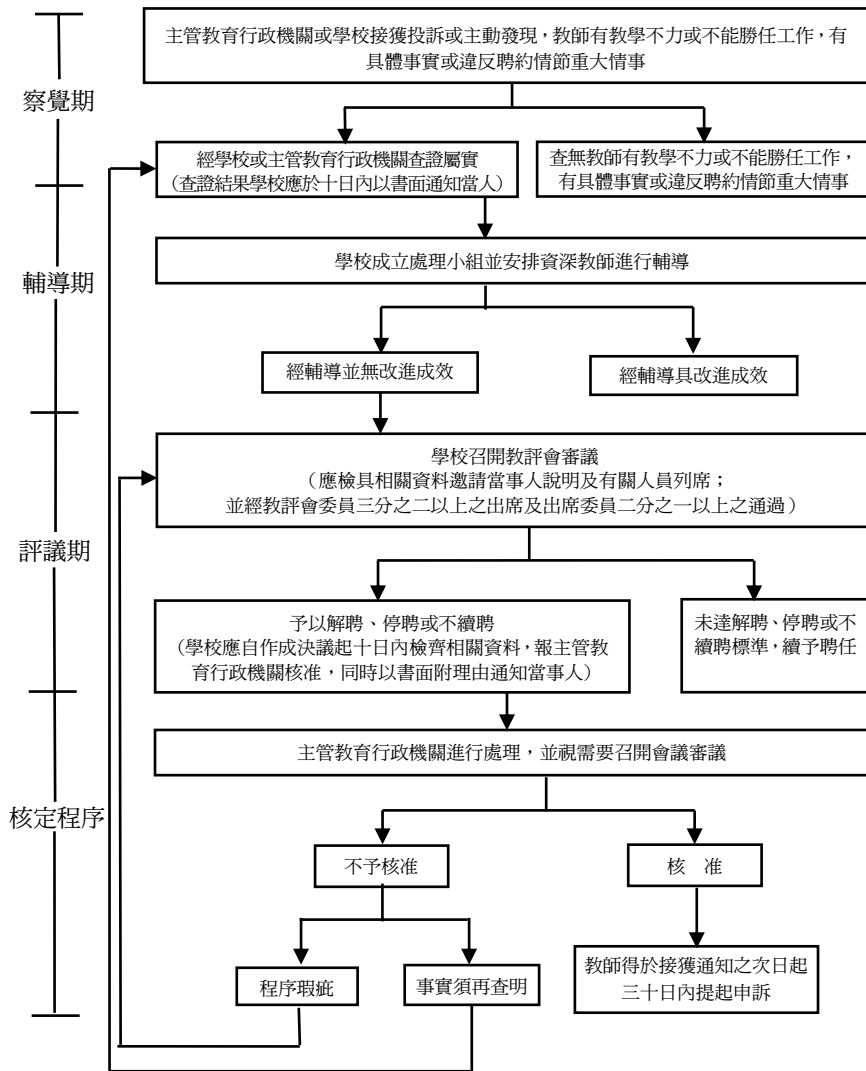 主管教育行政機關或學校接獲投訴或主動發現，教師有教學不力或不能勝任工作，有
具體事實或違反聘約情節重大情事
察覺期
經學校或主管教育行政機關查證屬實
（查證結果學校應於十日內以書面通知當人）
查無教師有教學不力或不能勝任工作，
有具體事實或違反聘約情節重大情事
學校成立處理小組並安排資深教師進行輔導
輔導期
經輔導並無改進成效
經輔導具改進成效
學校召開教評會審議
（應檢具相關資料邀請當事人說明及有關人員列席；
並經教評會委員三分之二以上之出席及出席委員二分之一以上之通過）
評議期
予以解聘、停聘或不續聘
（學校應自作成決議起十日內檢齊相關資料，報主管教
育行政機關核准，同時以書面附理由通知當事人）
未達解聘、停聘或不
續聘標準，續予聘任
主管教育行政機關進行處理，並視需要召開會議審議
核定程序
不予核准
核　准
程序瑕疵
事實須再查明
教師得於接獲通知之次日起
三十日內提起申訴